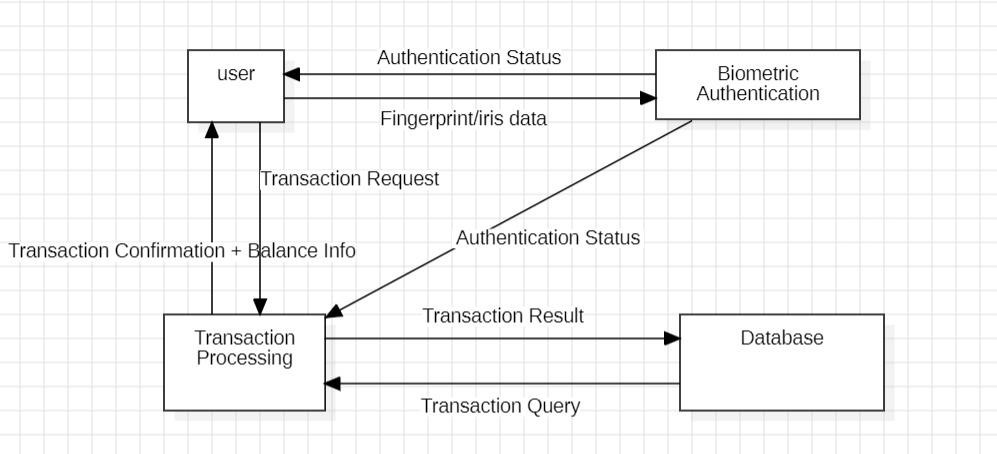 Authentication Status
user
Biometric
Authentication
Fingerprint/iris data
Transaction Request
Authentication Status
Transaction Confirmation + Balance Info
Transaction Result
Transaction
Processing
Database
Transaction Query